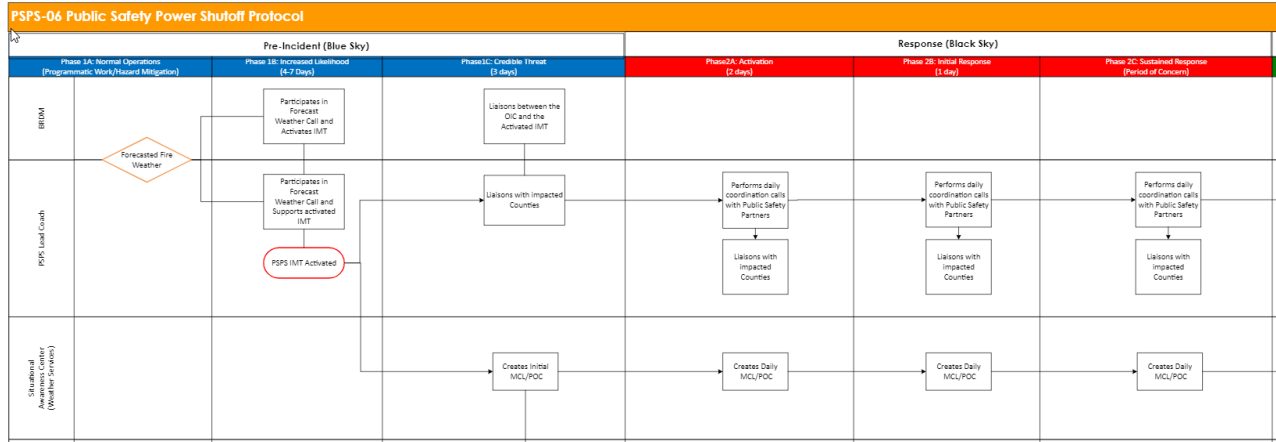 PSPS-06 Public Safety Power Shutoff Protocol
Pre-Incident (Blue Sky)
Response (Black Sky)
Phase 1A: Normal Operations
(Programmatic Work/Hazard Mitigation)
Phase 1B: Increased Likelihood
(4-7 Days)
Phase1C: Credible Threat
(3 days)
Phase2A: Activation
(2 days)
Phase 2B: Initial Response
(1 day)
Phase 2C: Sustained Response
(Period of Concern)
BRDM
Forecasted Fire
Weather
Participates in
Forecast
Weather Call and
Activates IMT
Liaisons between the
OIC and the
Activated IMT
PSPS Lead Coach
Participates in
Forecast
Weather Call and
Supports activated
IMT
PSPS IMT Activated
Liaisons with impacted
Counties
Performs daily
coordination calls
with Public Safety
Partners
Liaisons with
impacted
Counties
Performs daily
coordination calls
with Public Safety
Partners
Liaisons with
impacted
Counties
Performs daily
coordination calls
with Public Safety
Partners
Liaisons with
impacted
Counties
Situational
Awareness Center
(Weather Services)
Creates Initial
MCL/POC
Creates Daily
MCL/POC
Creates Daily
MCL/POC
Creates Daily
MCL/POC